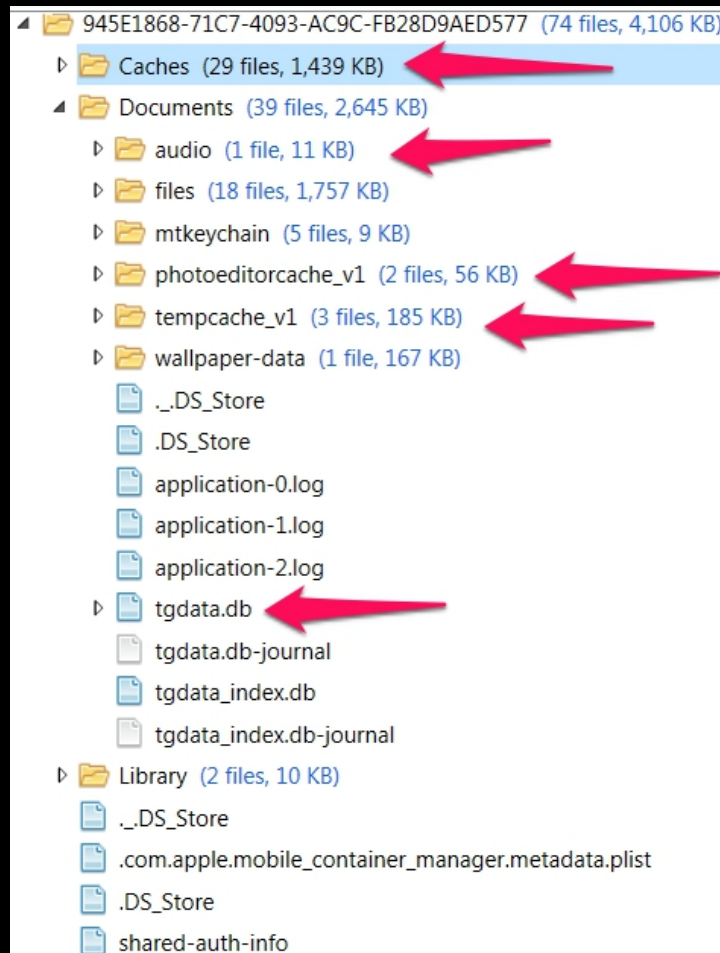 945E1868-71C7-4093-AC9C-FB28D9AED577 (74 files, 4,106 KB)
Caches (29 files, 1,439 KB)
Documents (39 files, 2,645 KB)
audio (1 file, 11 KB)
files (18 files, 1,757 KB)
mtkeychain (5 files, 9 KB)
photoeditorcache_v1 (2 files, 56 KB)
tempcache_v1 (3 files, 185 KB)
wallpaper-data (1 file, 167 KB)
._.DS_Store
.DS_Store
application-0.log
application-1.log
application-2.log
tgdata.db
tgdata.db-journal
tgdata_index.db
tgdata_index.db-journal
Library (2 files, 10 KB)
._.DS_Store
.com.apple.mobile_container_manager.metadata.plist
.DS_Store
shared-auth-info